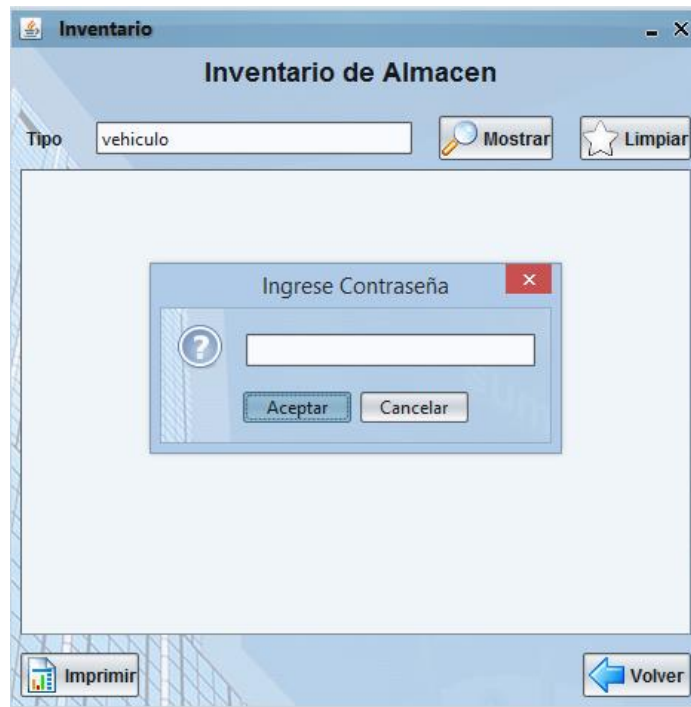 Inventario
Inventario de Almacen
Tipo vehiculo Mostrar Limpiar
Ingrese Contraseña
Aceptar Cancelar
Imprimir Volver